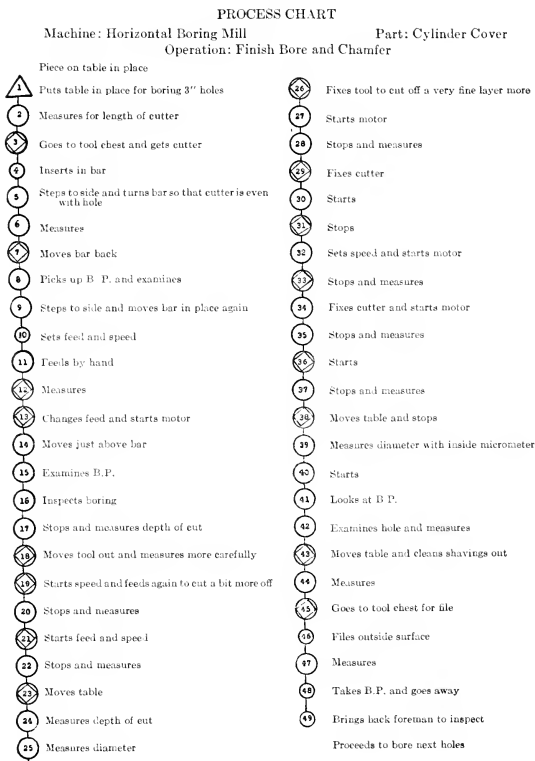 PROCESS CHART
Machine: Horizontal Boring Mill Part: Cylinder Cover
Operation: Finish Bore and Chamfer
Piece on table in place
1 Puts table in place for boring 3″ holes
2 Measures for length of cutter
3 Goes to tool chest and gets cutter
4 Inserts in bar
5 Steps to side and turns bar so that cutter is even
with hole
6 Measures
7 Moves bar back
8 Picks up B P. and examines
9 Steps to side and moves bar in place again
10 Sets feed and speed
11 Feeds by hand
12 Measures
13 Changes feed and starts motor
14 Moves just above bar
15 Examines B.P.
16 Inspects boring
17 Stops and measures depth of cut
18 Moves tool out and measures more carefully
19 Starts speed and feeds again to cut a bit more off
20 Stops and measures
21 Starts feed and speed
22 Stops and measures
23 Moves table
24 Measures depth of cut
25 Measures diameter
26 Fixes tool to cut off a very fine layer more
27 Starts motor
28 Stops and measures
29 Fixes cutter
30 Starts
31 Stops
32 Sets speed and starts motor
33 Stops and measures
34 Fixes cutter and starts motor
35 Stops and measures
36 Starts
37 Stops and measures
38 Moves table and stops
39 Measures diameter with inside micrometer
40 Starts
41 Looks at B P.
42 Examines hole and measures
43 Moves table and cleans shavings out
44 Measures
45 Goes to tool chest for file
46 Files outside surface
47 Measures
48 Takes B.P. and goes away
49 Brings back foreman to inspect
Proceeds to bore next holes